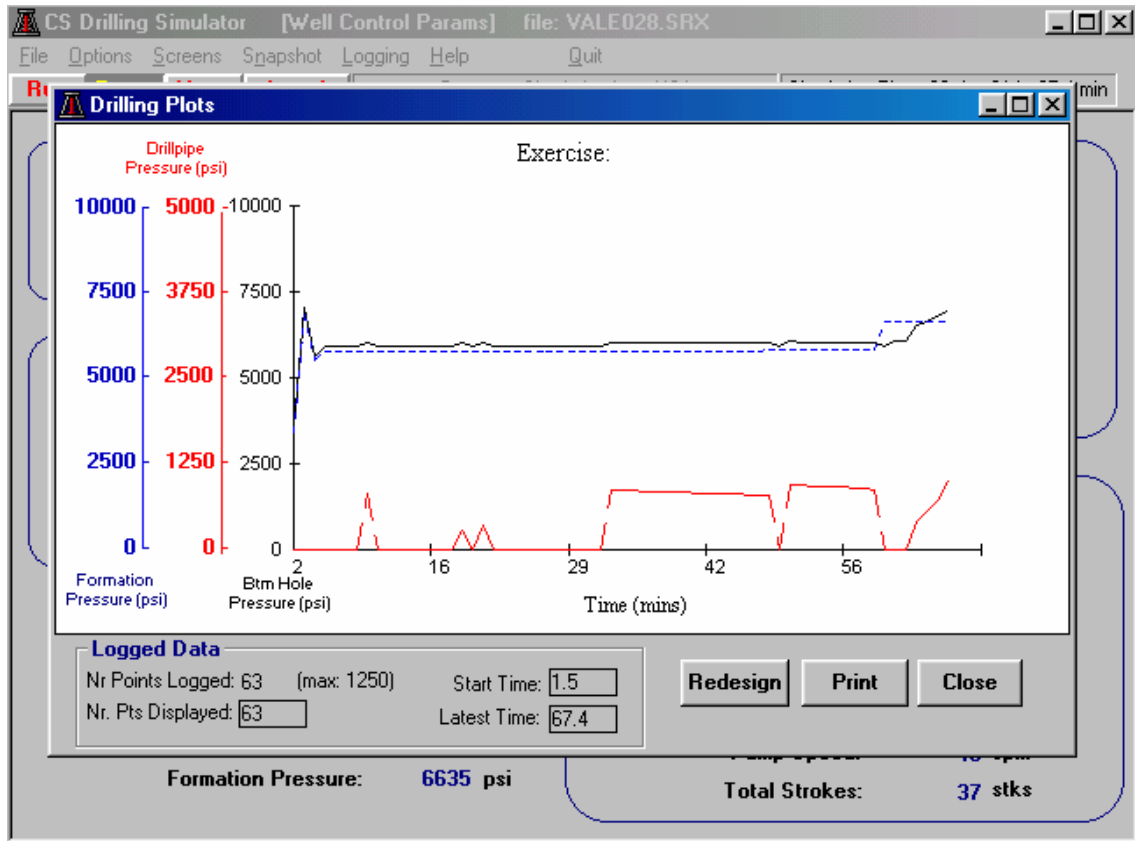 CS Drilling Simulator [Well Control Params] file: VALE028.SRX
File Options Screens Snapshot Logging Help Quit
min
Drilling Plots
Drillpipe
Pressure (psi)
Exercise:
10000 5000 10000
7500 3750 7500
5000 2500 5000
2500 1250 2500
0 0 0
2 16 29 42 56
Formation
Pressure (psi)
Btm Hole
Pressure (psi)
Time (mins)
Logged Data
Nr Points Logged: 63 (max: 1250) Start Time: 1.5
Nr. Pts Displayed: 63 Latest Time: 67.4
Redesign Print Close
Formation Pressure: 6635 psi
Total Strokes: 37 stks